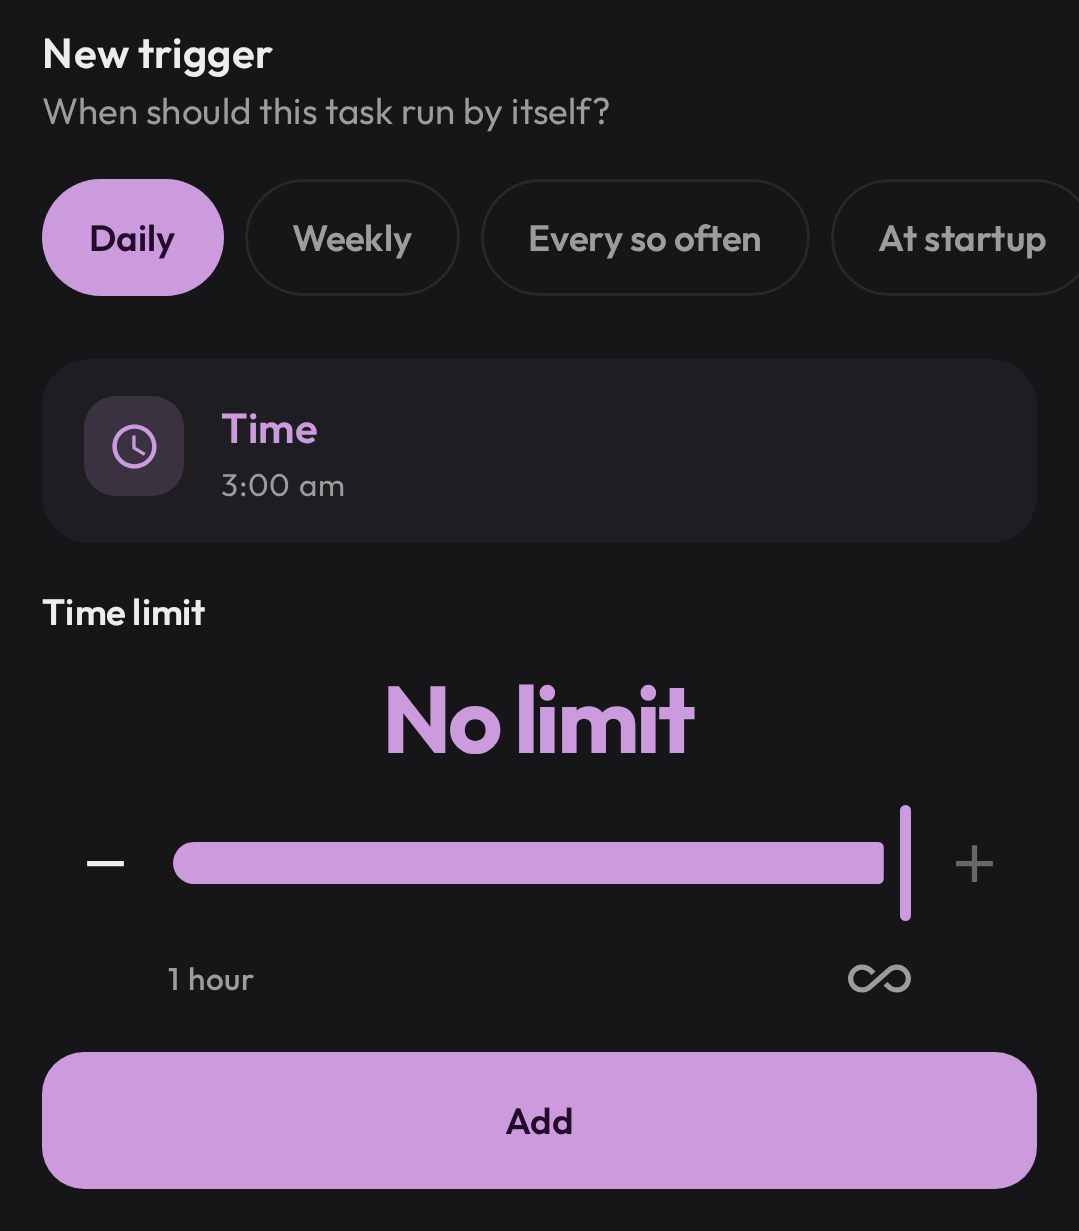 New trigger
When should this task run by itself?
Daily
Weekly
Every so often
At startup
Time
3:00 am
Time limit
No limit
1 hour
Add